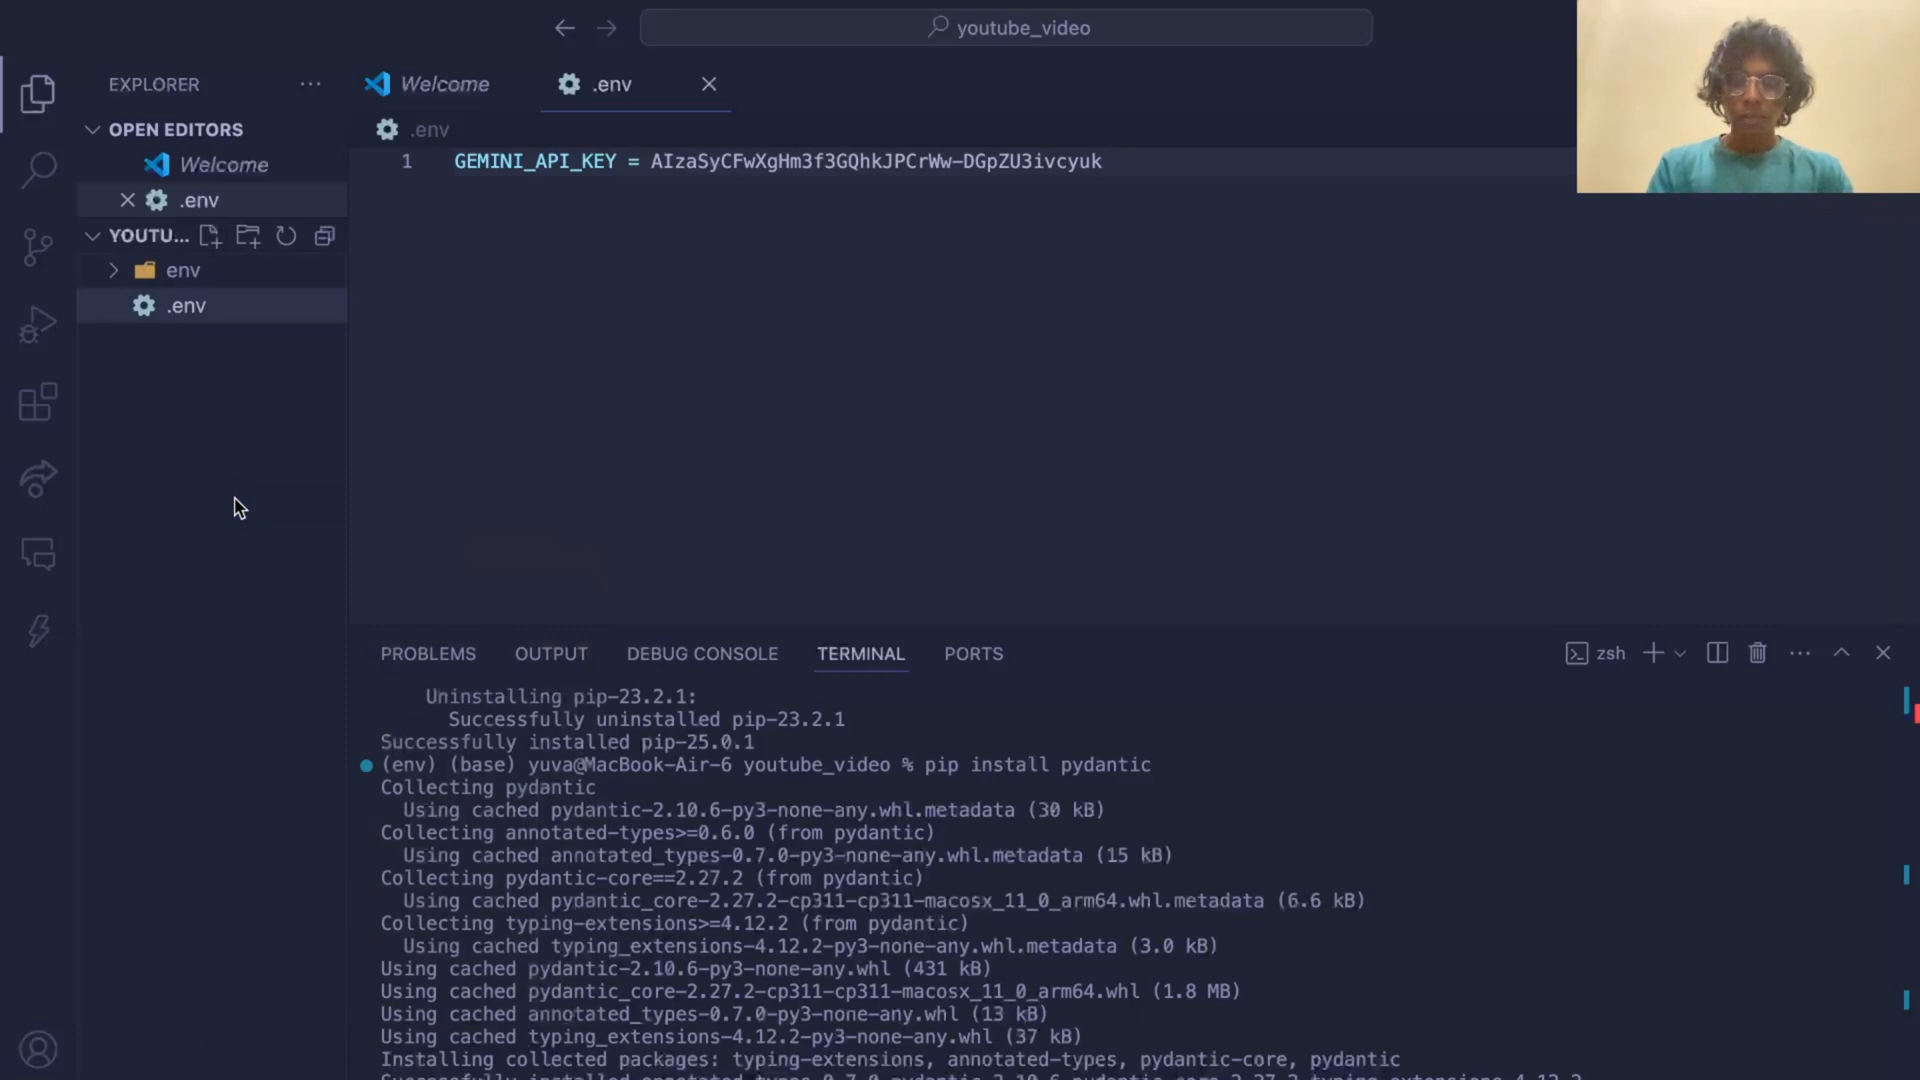 youtube_video
EXPLORER
Welcome
.env
OPEN EDITORS
Welcome
.env
YOUTU...
env
.env
.env
1 GEMINI_API_KEY = AIzaSyCFwXgHm3f3GQhkJPCrWw-DGpZU3ivcyuk
PROBLEMS OUTPUT DEBUG CONSOLE TERMINAL PORTS
zsh
Uninstalling pip-23.2.1:
Successfully uninstalled pip-23.2.1
Successfully installed pip-25.0.1
(env) (base) yuva@MacBook-Air-6 youtube_video % pip install pydantic
Collecting pydantic
Using cached pydantic-2.10.6-py3-none-any.whl.metadata (30 kB)
Collecting annotated-types>=0.6.0 (from pydantic)
Using cached annotated_types-0.7.0-py3-none-any.whl.metadata (15 kB)
Collecting pydantic-core==2.27.2 (from pydantic)
Using cached pydantic_core-2.27.2-cp311-cp311-macosx_11_0_arm64.whl.metadata (6.6 kB)
Collecting typing-extensions>=4.12.2 (from pydantic)
Using cached typing_extensions-4.12.2-py3-none-any.whl.metadata (3.0 kB)
Using cached pydantic-2.10.6-py3-none-any.whl (431 kB)
Using cached pydantic_core-2.27.2-cp311-cp311-macosx_11_0_arm64.whl (1.8 MB)
Using cached annotated_types-0.7.0-py3-none-any.whl (13 kB)
Using cached typing_extensions-4.12.2-py3-none-any.whl (37 kB)
Installing collected packages: typing-extensions, annotated-types, pydantic-core, pydantic